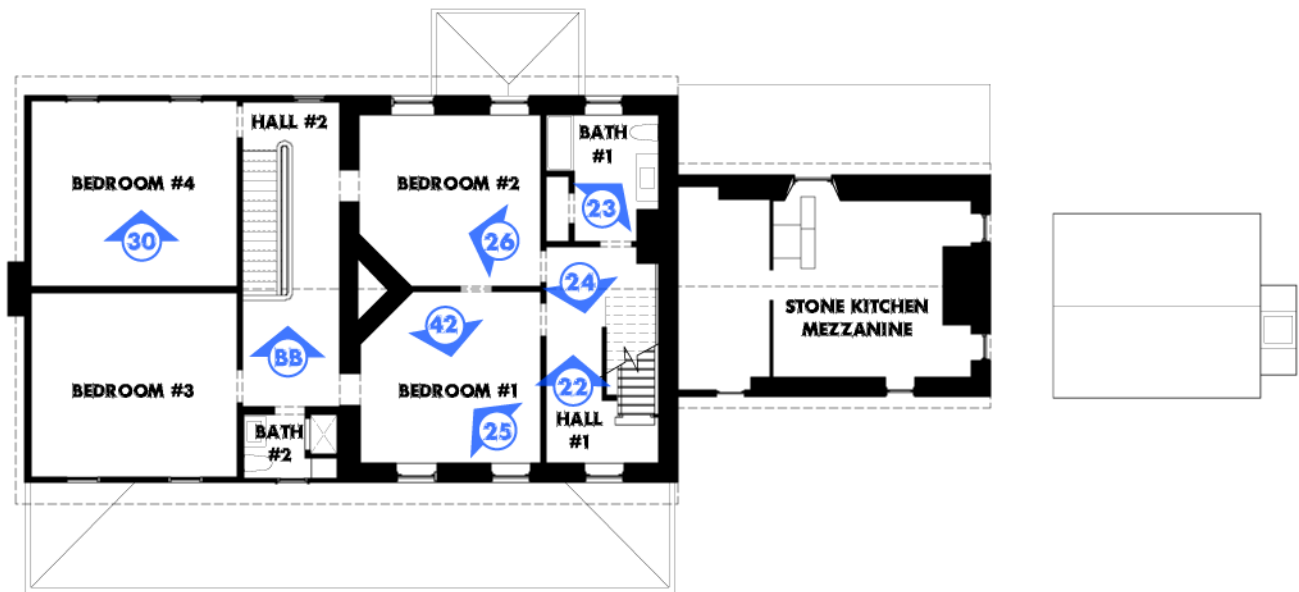 HALL #2
BATH
#1
BEDROOM #4
BEDROOM #2
23
30
26
24
STONE KITCHEN
MEZZANINE
42
BB
22
BEDROOM #3
BEDROOM #1
HALL
#1
25
BATH
#2